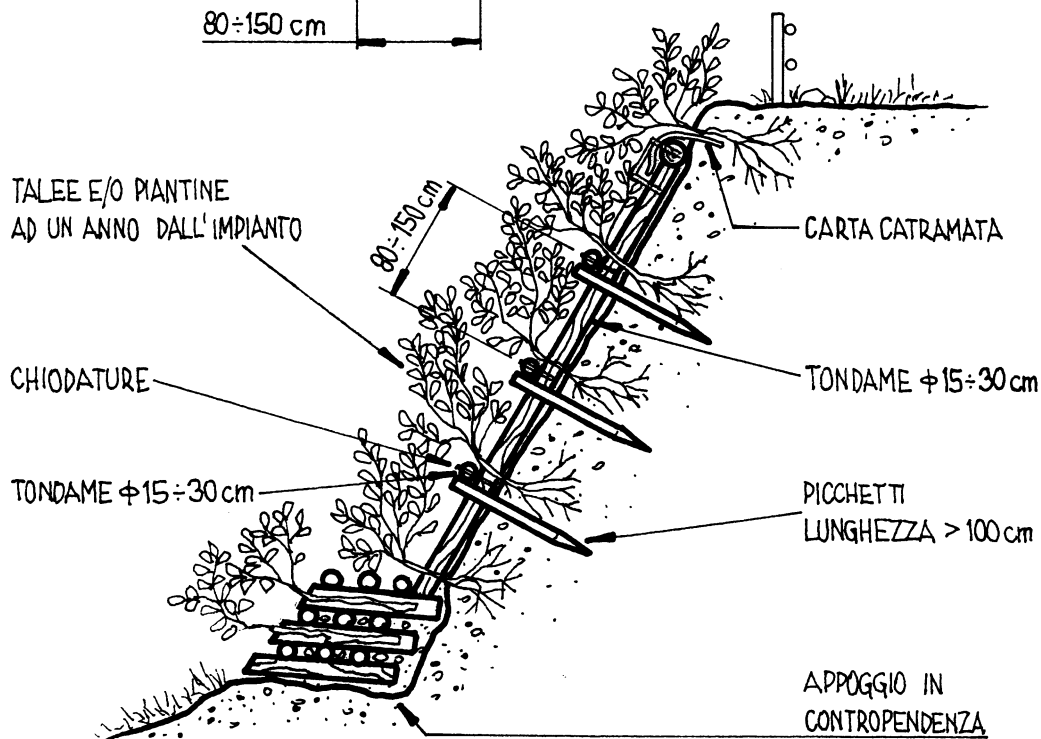 80÷150 cm
TALEE E/O PIANTINE
AD UN ANNO DALL'IMPIANTO
80÷150 cm
CARTA CATRAMATA
CHIODATURE
TONDAME ϕ15÷30 cm
TONDAME ϕ15÷30 cm
PICCHETTI
LUNGHEZZA > 100 cm
APPOGGIO IN
CONTROPENDENZA